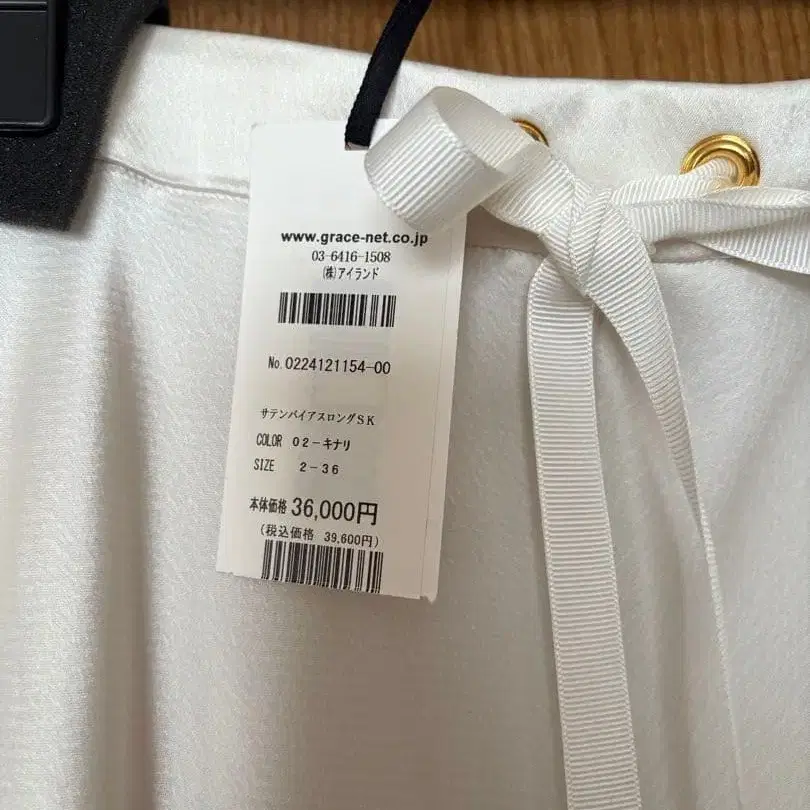 www.grace-net.co.jp
03-6416-1508
(株)アイランド
No.0224121154-00
サテンバイアスロングSK
COLOR 02-キナリ
SIZE 2-36
本体価格 36,000円
(税込価格 39,600円)